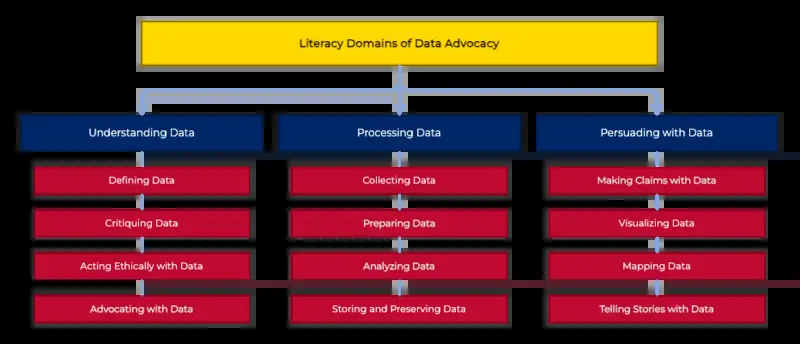 Literacy Domains of Data Advocacy
Understanding Data
Defining Data
Critiquing Data
Acting Ethically with Data
Advocating with Data
Processing Data
Collecting Data
Preparing Data
Analyzing Data
Storing and Preserving Data
Persuading with Data
Making Claims with Data
Visualizing Data
Mapping Data
Telling Stories with Data